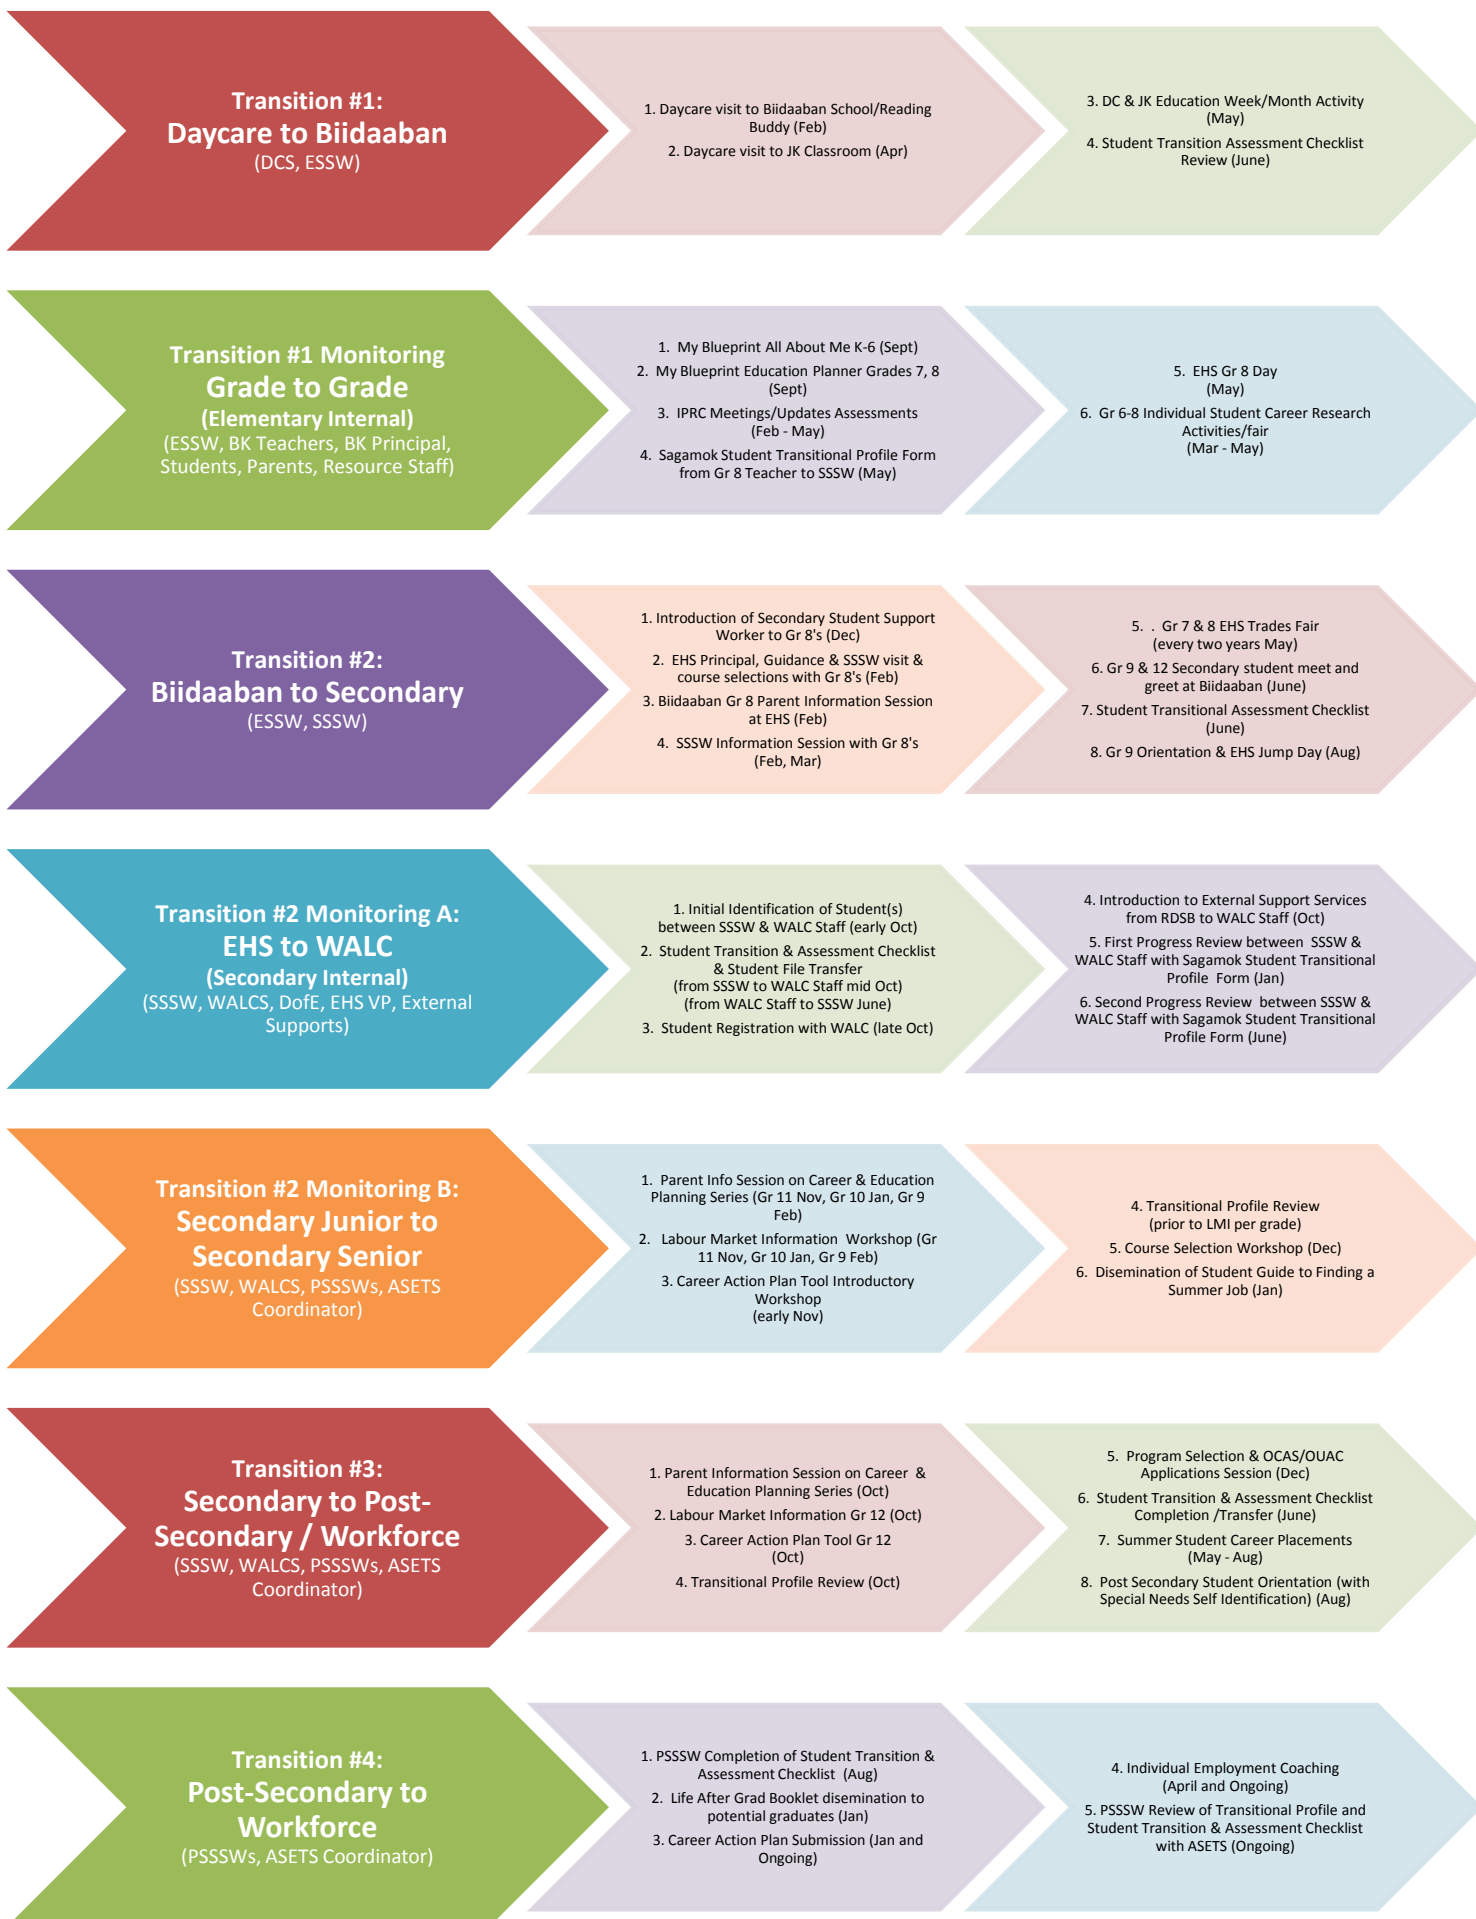 Transition #1:
Daycare to Biidaaban
(DCS, ESSW)
1. Daycare visit to Biidaaban School/Reading
Buddy (Feb)
2. Daycare visit to JK Classroom (Apr)
3. DC & JK Education Week/Month Activity
(May)
4. Student Transition Assessment Checklist
Review (June)
Transition #1 Monitoring
Grade to Grade
(Elementary Internal)
(ESSW, BK Teachers, BK Principal,
Students, Parents, Resource Staff)
1. My Blueprint All About Me K-6 (Sept)
2. My Blueprint Education Planner Grades 7, 8
(Sept)
3. IPRC Meetings/Updates Assessments
(Feb - May)
4. Sagamok Student Transitional Profile Form
from Gr 8 Teacher to SSSW (May)
5. EHS Gr 8 Day
(May)
6. Gr 6-8 Individual Student Career Research
Activities/fair
(Mar - May)
Transition #2:
Biidaaban to Secondary
(ESSW, SSSW)
1. Introduction of Secondary Student Support
Worker to Gr 8's (Dec)
2. EHS Principal, Guidance & SSSW visit &
course selections with Gr 8's (Feb)
3. Biidaaban Gr 8 Parent Information Session
at EHS (Feb)
4. SSSW Information Session with Gr 8's
(Feb, Mar)
5. . Gr 7 & 8 EHS Trades Fair
(every two years May)
6. Gr 9 & 12 Secondary student meet and
greet at Biidaaban (June)
7. Student Transitional Assessment Checklist
(June)
8. Gr 9 Orientation & EHS Jump Day (Aug)
Transition #2 Monitoring A:
EHS to WALC
(Secondary Internal)
(SSSW, WALCS, DofE, EHS VP, External
Supports)
1. Initial Identification of Student(s)
between SSSW & WALC Staff (early Oct)
2. Student Transition & Assessment Checklist
& Student File Transfer
(from SSSW to WALC Staff mid Oct)
(from WALC Staff to SSSW June)
3. Student Registration with WALC (late Oct)
4. Introduction to External Support Services
from RDSB to WALC Staff (Oct)
5. First Progress Review between SSSW &
WALC Staff with Sagamok Student Transitional
Profile Form (Jan)
6. Second Progress Review between SSSW &
WALC Staff with Sagamok Student Transitional
Profile Form (June)
Transition #2 Monitoring B:
Secondary Junior to
Secondary Senior
(SSSW, WALCS, PSSSWs, ASETS
Coordinator)
1. Parent Info Session on Career & Education
Planning Series (Gr 11 Nov, Gr 10 Jan, Gr 9
Feb)
2. Labour Market Information Workshop (Gr
11 Nov, Gr 10 Jan, Gr 9 Feb)
3. Career Action Plan Tool Introductory
Workshop
(early Nov)
4. Transitional Profile Review
(prior to LMI per grade)
5. Course Selection Workshop (Dec)
6. Disemination of Student Guide to Finding a
Summer Job (Jan)
Transition #3:
Secondary to Post-
Secondary / Workforce
(SSSW, WALCS, PSSSWs, ASETS
Coordinator)
1. Parent Information Session on Career &
Education Planning Series (Oct)
2. Labour Market Information Gr 12 (Oct)
3. Career Action Plan Tool Gr 12
(Oct)
4. Transitional Profile Review (Oct)
5. Program Selection & OCAS/OUAC
Applications Session (Dec)
6. Student Transition & Assessment Checklist
Completion /Transfer (June)
7. Summer Student Career Placements
(May - Aug)
8. Post Secondary Student Orientation (with
Special Needs Self Identification) (Aug)
Transition #4:
Post-Secondary to
Workforce
(PSSSWs, ASETS Coordinator)
1. PSSSW Completion of Student Transition &
Assessment Checklist (Aug)
2. Life After Grad Booklet disemination to
potential graduates (Jan)
3. Career Action Plan Submission (Jan and
Ongoing)
4. Individual Employment Coaching
(April and Ongoing)
5. PSSSW Review of Transitional Profile and
Student Transition & Assessment Checklist
with ASETS (Ongoing)